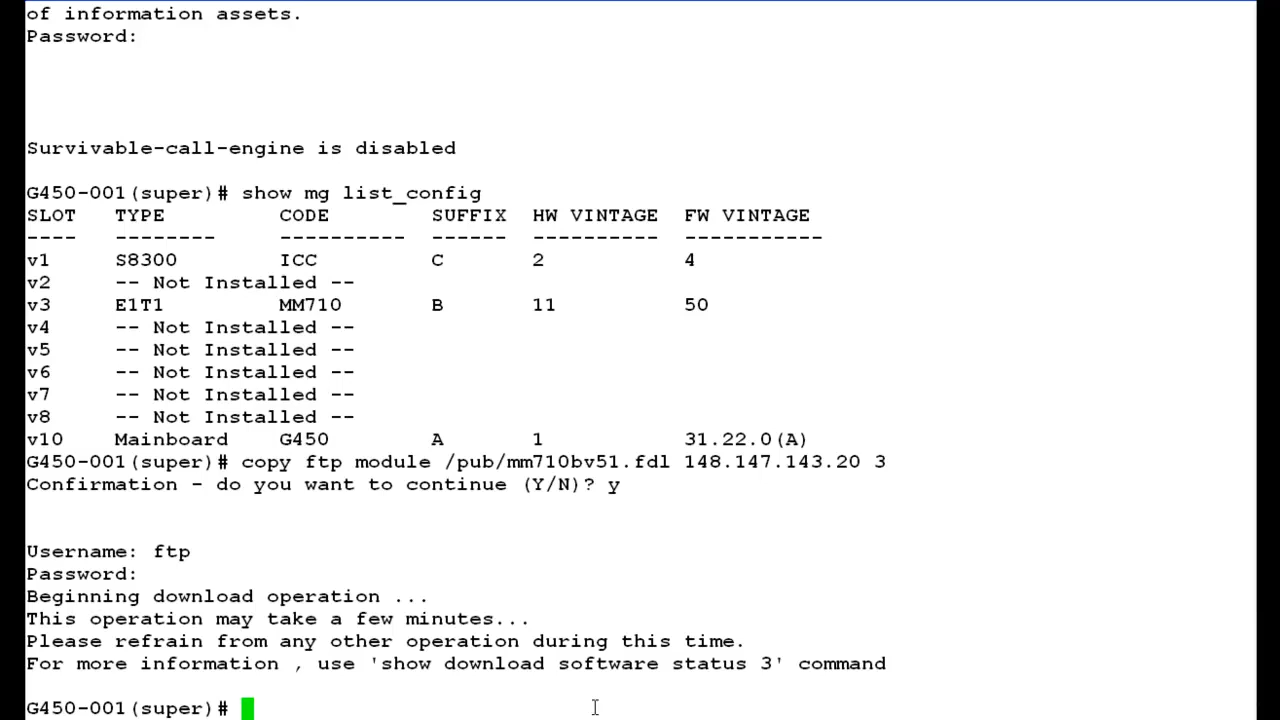 of information assets.
Password:
Survivable-call-engine is disabled
G450-001(super)# show mg list_config
SLOT TYPE CODE SUFFIX HW VINTAGE FW VINTAGE
---- -------- ---------- ------ ---------- -----------
v1 S8300 ICC C 2 4
v2 -- Not Installed --
v3 E1T1 MM710 B 11 50
v4 -- Not Installed --
v5 -- Not Installed --
v6 -- Not Installed --
v7 -- Not Installed --
v8 -- Not Installed --
v10 Mainboard G450 A 1 31.22.0(A)
G450-001(super)# copy ftp module /pub/mm710bv51.fdl 148.147.143.20 3
Confirmation - do you want to continue (Y/N)? y
Username: ftp
Password:
Beginning download operation ...
This operation may take a few minutes...
Please refrain from any other operation during this time.
For more information , use 'show download software status 3' command
G450-001(super)#